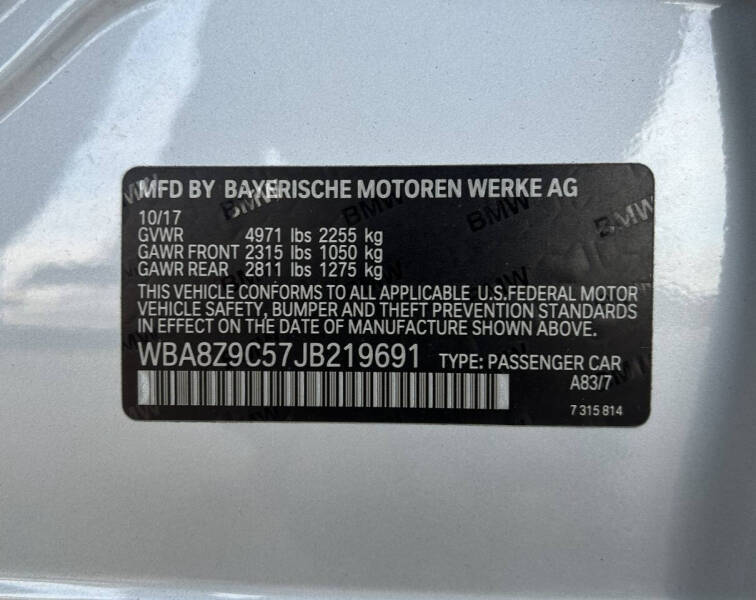 MFD BY BAYERISCHE MOTOREN WERKE AG
10/17
GVWR 4971 lbs 2255 kg
GAWR FRONT 2315 lbs 1050 kg
GAWR REAR 2811 lbs 1275 kg
THIS VEHICLE CONFORMS TO ALL APPLICABLE U.S.FEDERAL MOTOR
VEHICLE SAFETY, BUMPER AND THEFT PREVENTION STANDARDS
IN EFFECT ON THE DATE OF MANUFACTURE SHOWN ABOVE.
WBA8Z9C57JB219691 TYPE: PASSENGER CAR
A83/7
7 315 814